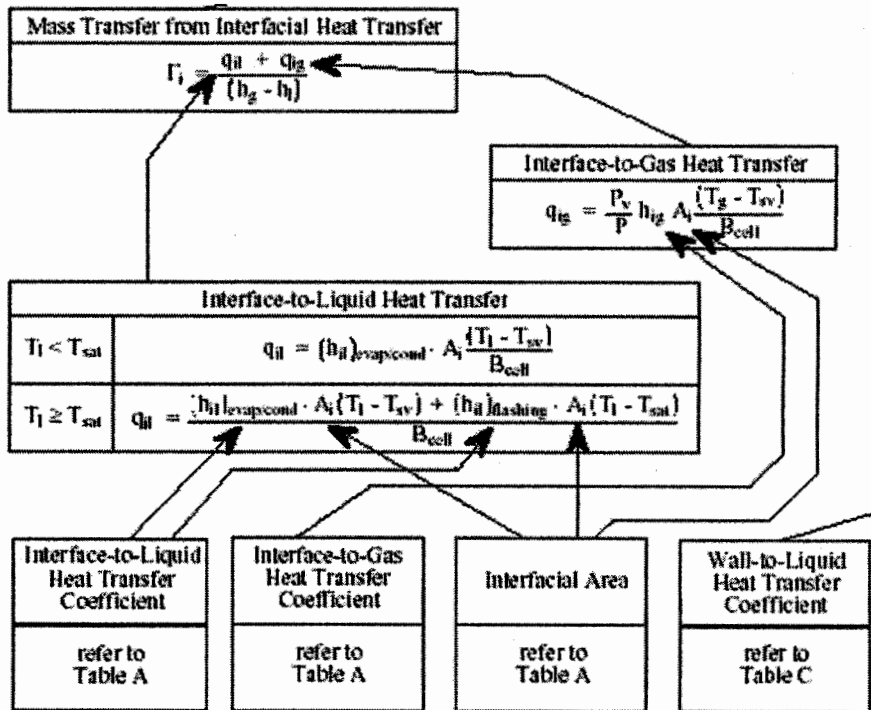 Mass Transfer from Interfacial Heat Transfer
Γi = (qil + qig) / (hg - hl)
Interface-to-Gas Heat Transfer
qig = Pv/P hig Ai (Tg - Tsv) / Bcell
Interface-to-Liquid Heat Transfer
Tl < Tsat qil = (hil)evap/cond · Ai (Tl - Tsv) / Bcell
Tl ≥ Tsat qil = (hil)evap/cond · Ai(Tl - Tsv) + (hil)flashing · Ai(Tl - Tsat) / Bcell
Interface-to-Liquid
Heat Transfer
Coefficient
refer to
Table A
Interface-to-Gas
Heat Transfer
Coefficient
refer to
Table A
Interfacial Area
refer to
Table A
Wall-to-Liquid
Heat Transfer
Coefficient
refer to
Table C